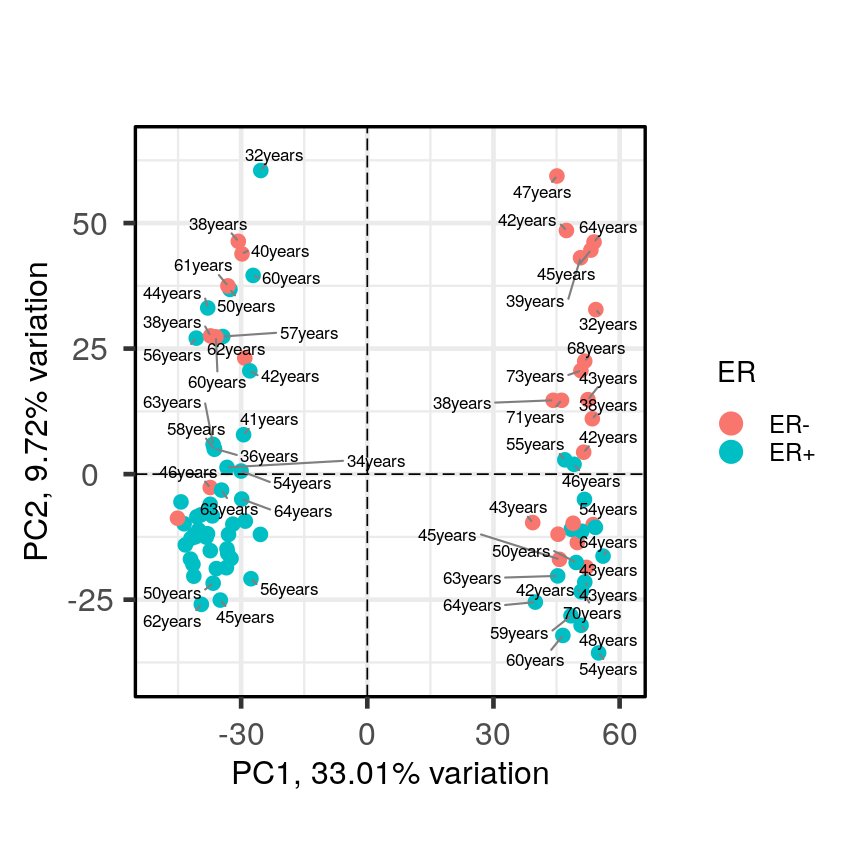 32years
47years
38years
42years
64years
40years
61years
60years
45years
44years
50years
39years
38years
57years
32years
62years
56years
68years
60years
42years
73years
43years
63years
38years
38years
41years
71years
58years
42years
36years
55years
34years
46years
54years
46years
63years
64years
43years
54years
45years
64years
50years
43years
63years
50years
56years
42years
43years
64years
70years
62years
45years
59years
48years
60years
54years
50
25
0
-25
-30
0
30
60
PC1, 33.01% variation
PC2, 9.72% variation
ER
ER-
ER+